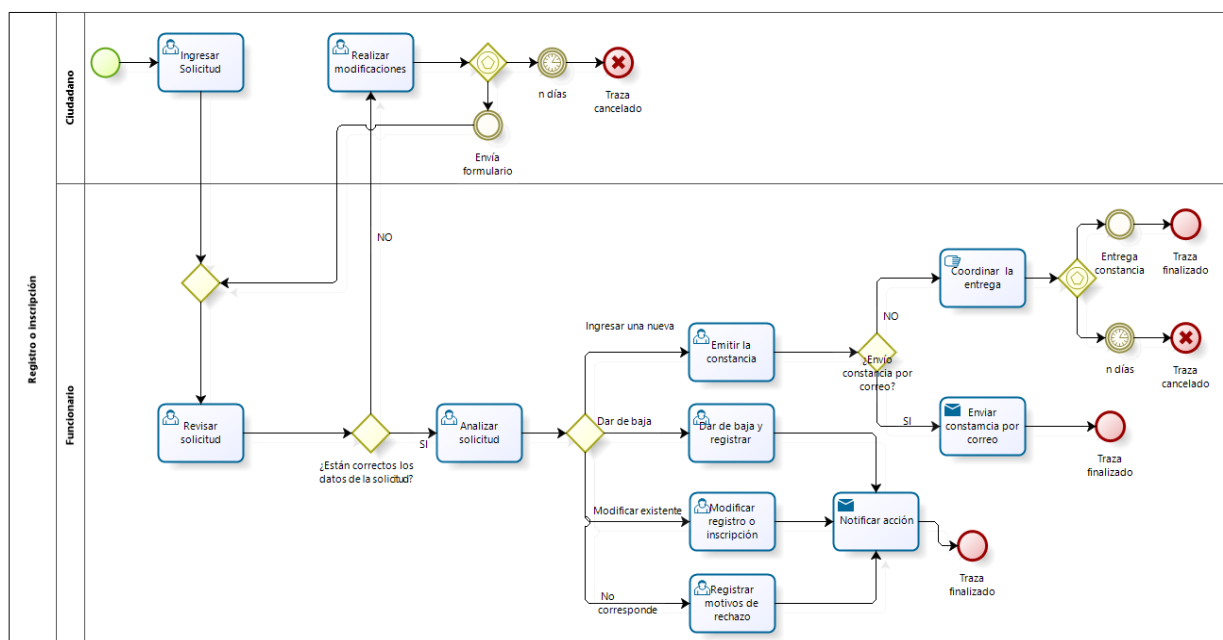 Registro o inscripción
Ciudadano
Ingresar
Solicitud
Realizar
modificaciones
n días
Traza
cancelado
Envía
formulario
Funcionario
NO
Revisar
solicitud
¿Están correctos los
datos de la solicitud?
SI
Analizar
solicitud
Ingresar una nueva
Emitir la
constancia
¿Envío
constancia por
correo?
NO
Coordinar la
entrega
Entrega
constancia
Traza
finalizado
n días
Traza
cancelado
SI
Enviar
constamcia por
correo
Traza
finalizado
Dar de baja
Dar de baja y
registrar
Modificar existente
Modificar
registro o
inscripción
Notificar acción
Traza
finalizado
No
corresponde
Registrar
motivos de
rechazo